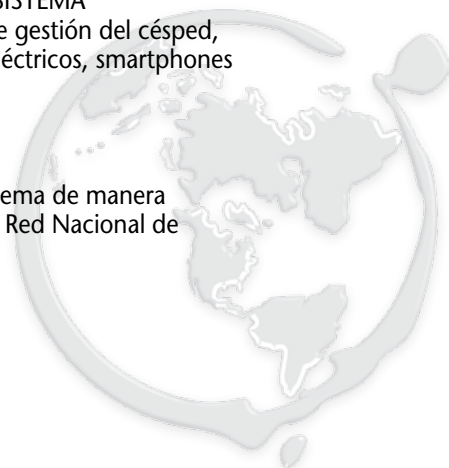 SISTEMA
e gestión del césped,
éctricos, smartphones
ema de manera
Red Nacional de